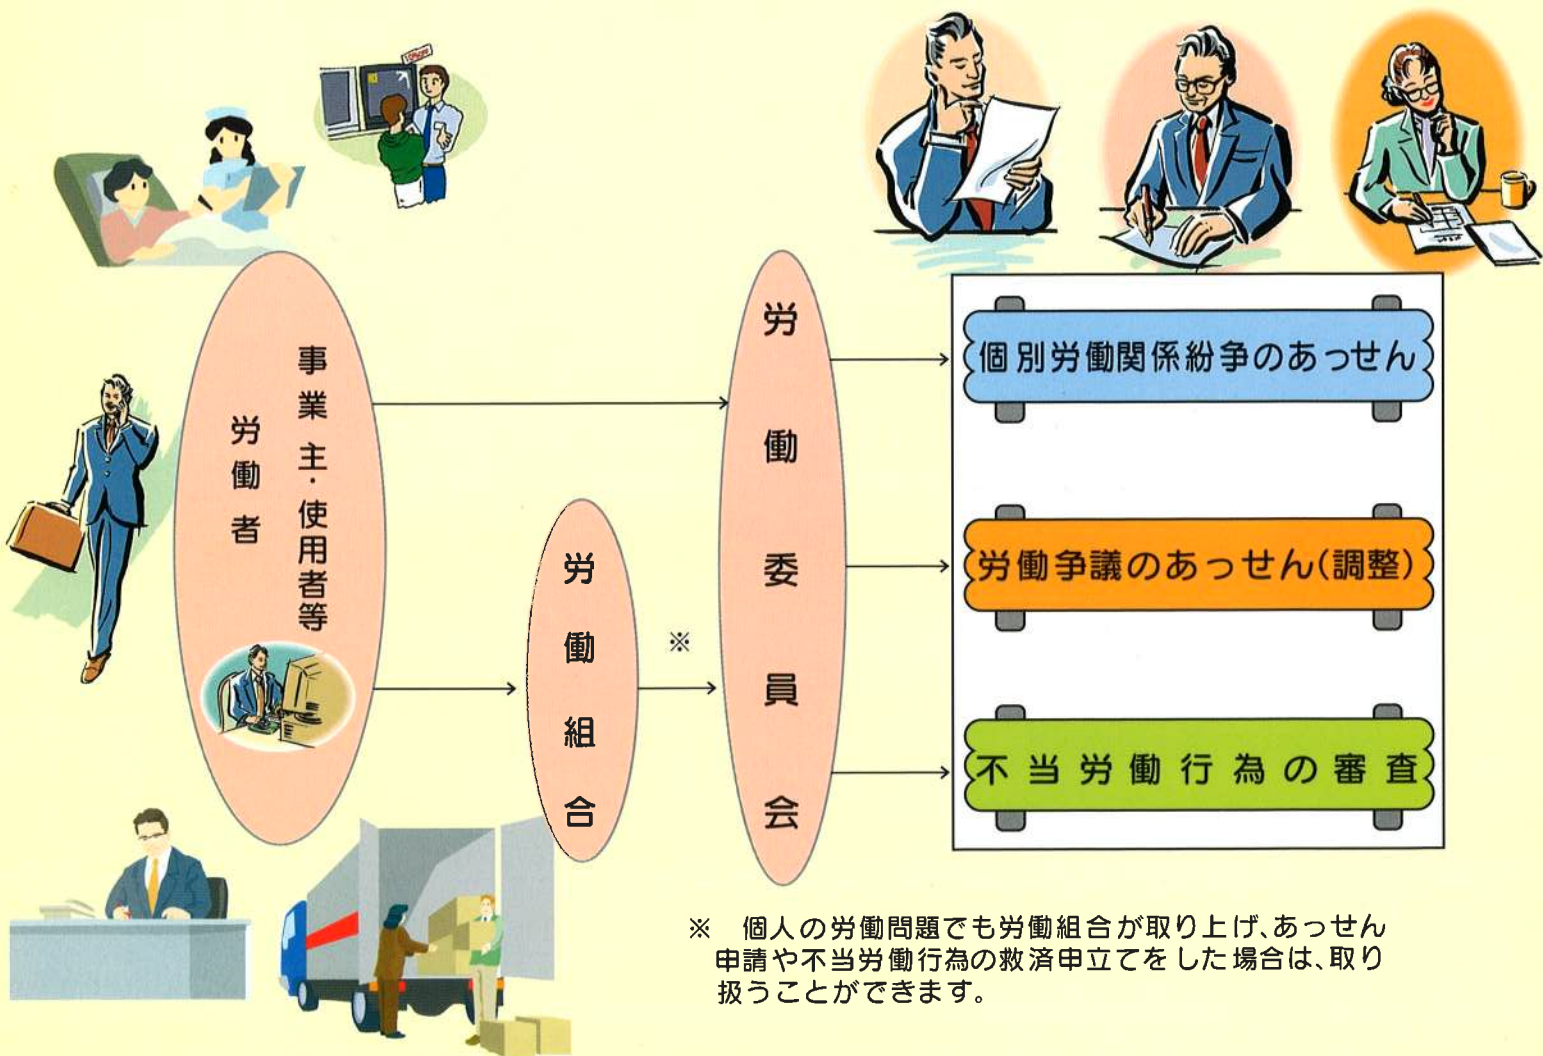 事業主・使用者等
労働者
労働組合
※
労働委員会
個別労働関係紛争のあっせん
労働争議のあっせん(調整)
不当労働行為の審査
※ 個人の労働問題でも労働組合が取り上げ、あっせん
申請や不当労働行為の救済申立てをした場合は、取り
扱うことができます。